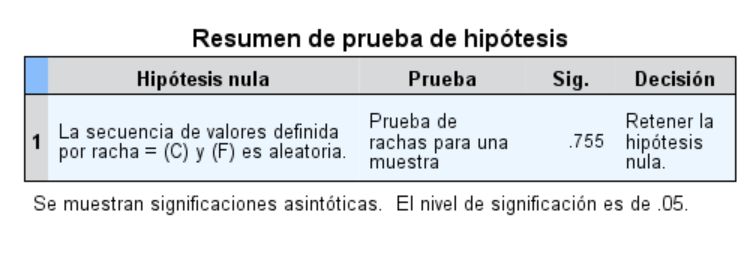 Resumen de prueba de hipótesis
Hipótesis nula Prueba Sig. Decisión
1 La secuencia de valores definida por racha = (C) y (F) es aleatoria. Prueba de rachas para una muestra .755 Retener la hipótesis nula.
Se muestran significaciones asintóticas. El nivel de significación es de .05.